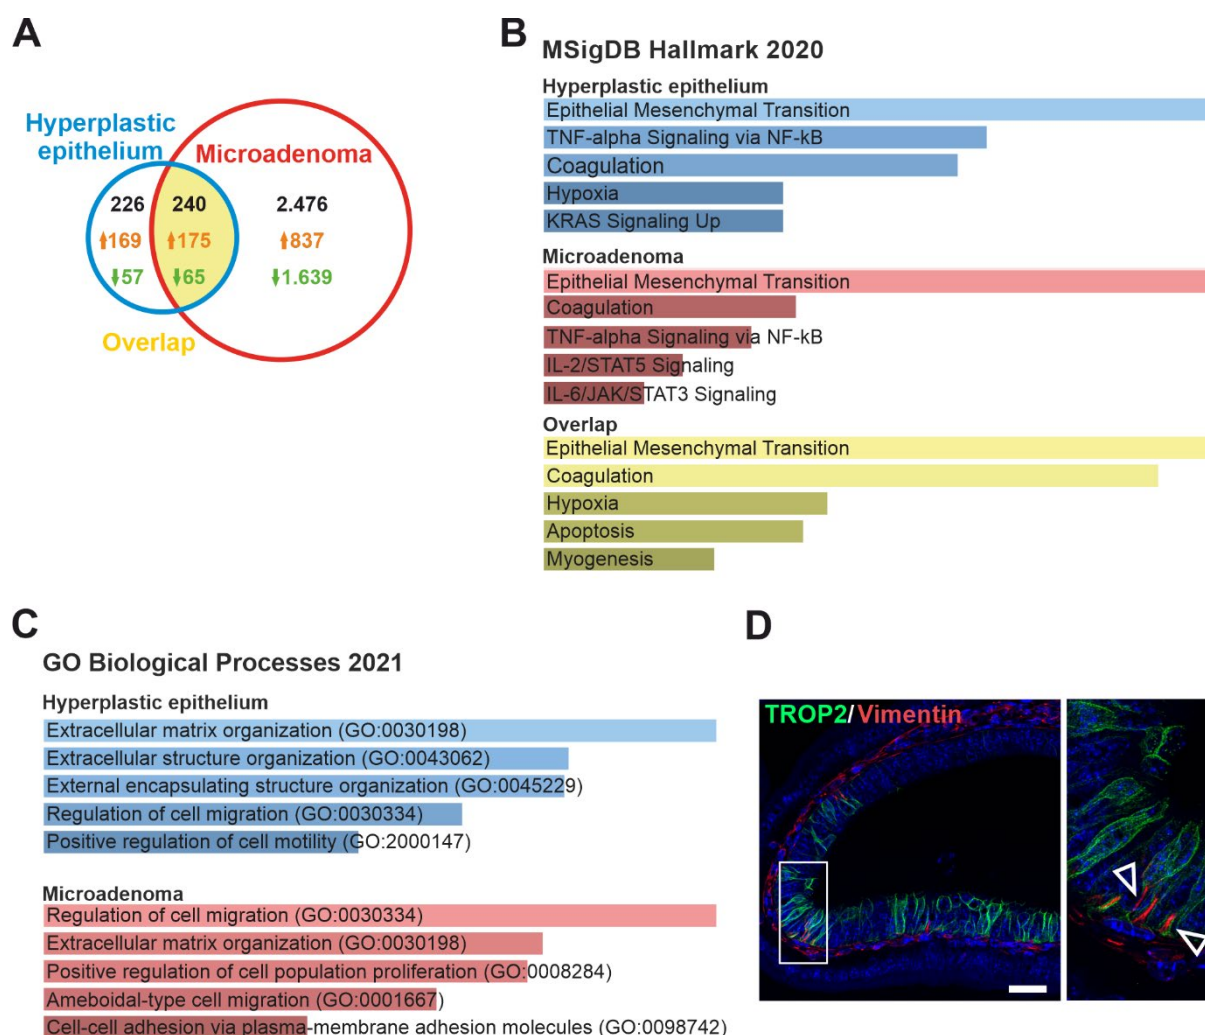 A
Hyperplastic
epithelium
Microadenoma
226 240 2.476
169 175 837
57 65 1.639
Overlap
B
MSigDB Hallmark 2020
Hyperplastic epithelium
Epithelial Mesenchymal Transition
TNF-alpha Signaling via NF-kB
Coagulation
Hypoxia
KRAS Signaling Up
Microadenoma
Epithelial Mesenchymal Transition
Coagulation
TNF-alpha Signaling via NF-kB
IL-2/STAT5 Signaling
IL-6/JAK/STAT3 Signaling
Overlap
Epithelial Mesenchymal Transition
Coagulation
Hypoxia
Apoptosis
Myogenesis
C
GO Biological Processes 2021
Hyperplastic epithelium
Extracellular matrix organization (GO:0030198)
Extracellular structure organization (GO:0043062)
External encapsulating structure organization (GO:0045229)
Regulation of cell migration (GO:0030334)
Positive regulation of cell motility (GO:2000147)
Microadenoma
Regulation of cell migration (GO:0030334)
Extracellular matrix organization (GO:0030198)
Positive regulation of cell population proliferation (GO:0008284)
Ameboidal-type cell migration (GO:0001667)
Cell-cell adhesion via plasma-membrane adhesion molecules (GO:0098742)
D
TROP2/Vimentin